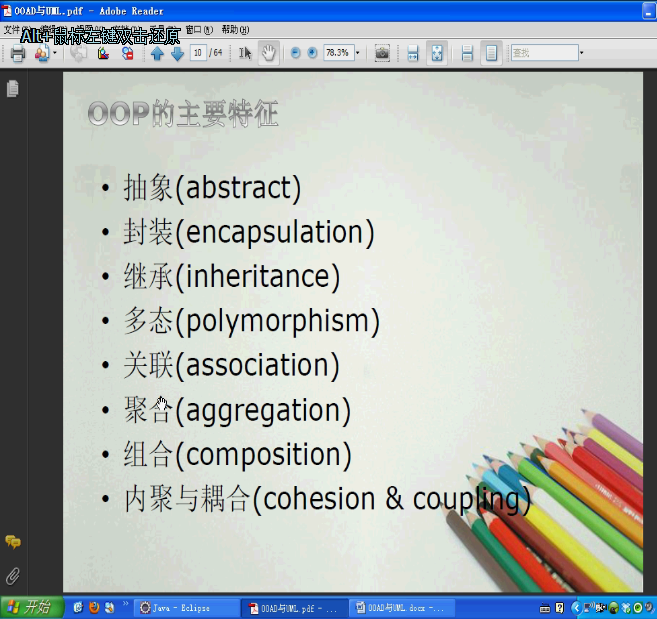 OOAD与UML.pdf - Adobe Reader
Alt+鼠标左键双击还原
窗口(W) 帮助(H)
10 / 64 78.3% 查找
OOP的主要特征
• 抽象(abstract)
• 封装(encapsulation)
• 继承(inheritance)
• 多态(polymorphism)
• 关联(association)
• 聚合(aggregation)
• 组合(composition)
• 内聚与耦合(cohesion & coupling)
开始 Java - Eclipse OOAD与UML.pdf - ... OOAD与UML.docx -...